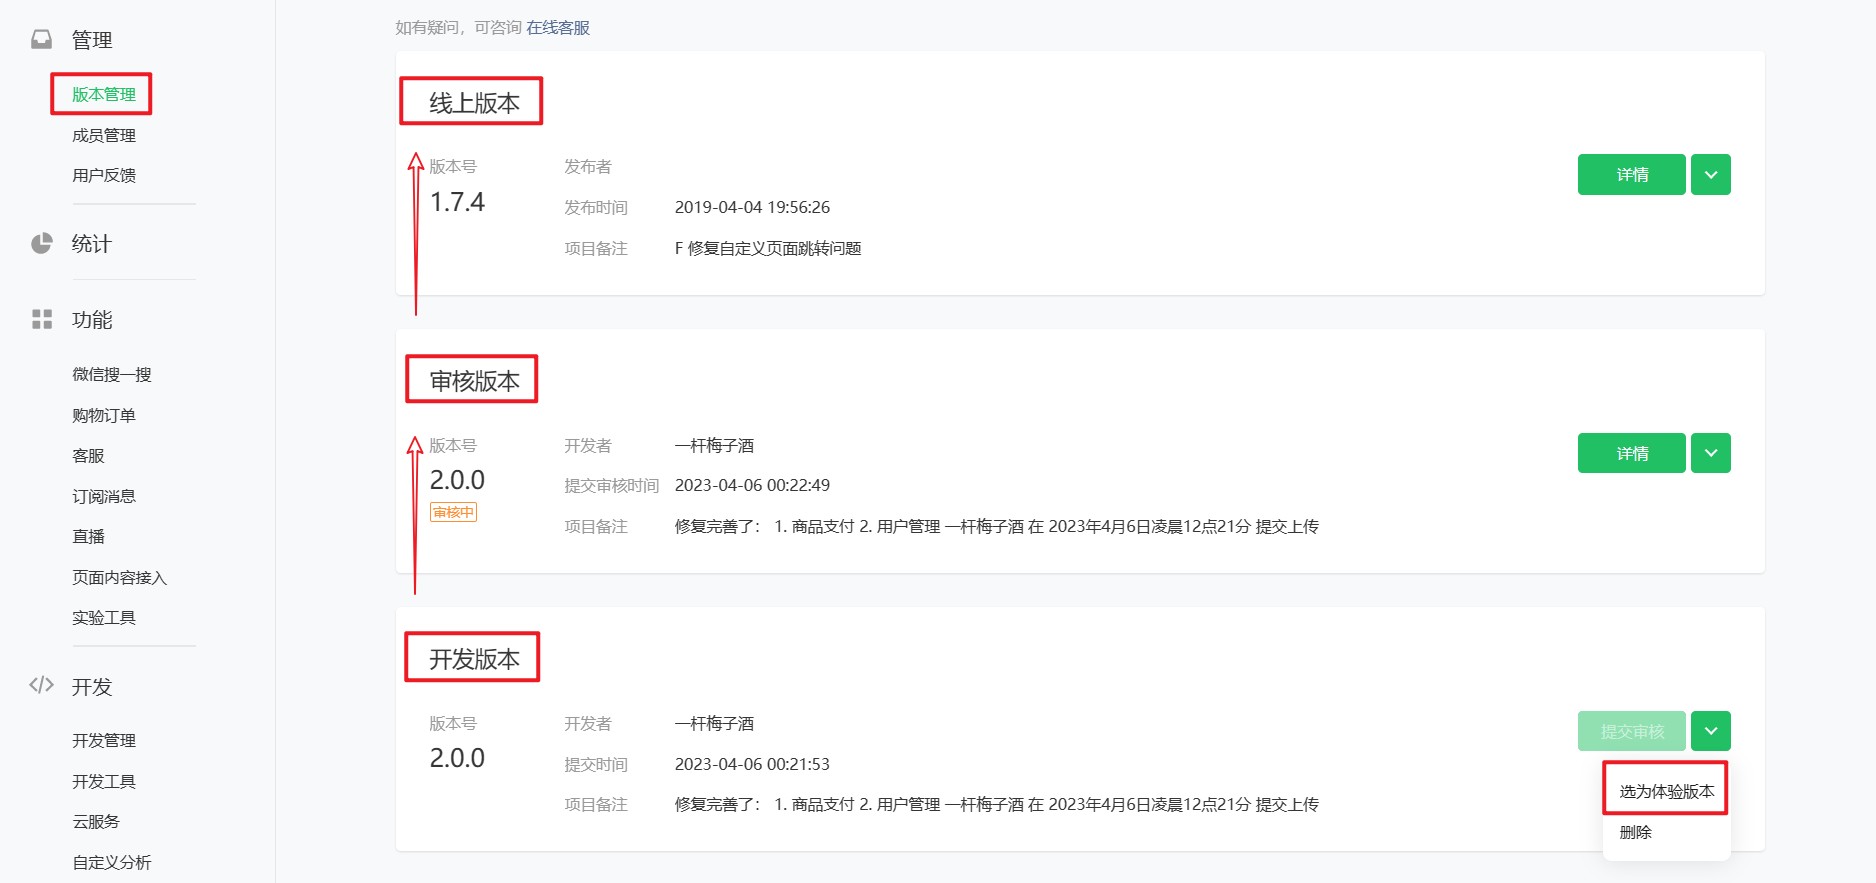 管理
版本管理
成员管理
用户反馈
统计
功能
微信搜一搜
购物订单
客服
订阅消息
直播
页面内容接入
实验工具
开发
开发管理
开发工具
云服务
自定义分析
如有疑问，可咨询 在线客服
线上版本
版本号 发布者
1.7.4
详情
发布时间 2019-04-04 19:56:26
项目备注 F 修复自定义页面跳转问题
审核版本
版本号 开发者 一杆梅子酒
2.0.0
详情
提交审核时间 2023-04-06 00:22:49
审核中
项目备注 修复完善了： 1. 商品支付 2. 用户管理 一杆梅子酒 在 2023年4月6日凌晨12点21分 提交上传
开发版本
版本号 开发者 一杆梅子酒
2.0.0
提交审核
提交时间 2023-04-06 00:21:53
项目备注 修复完善了： 1. 商品支付 2. 用户管理 一杆梅子酒 在 2023年4月6日凌晨12点21分 提交上传
选为体验版本
删除